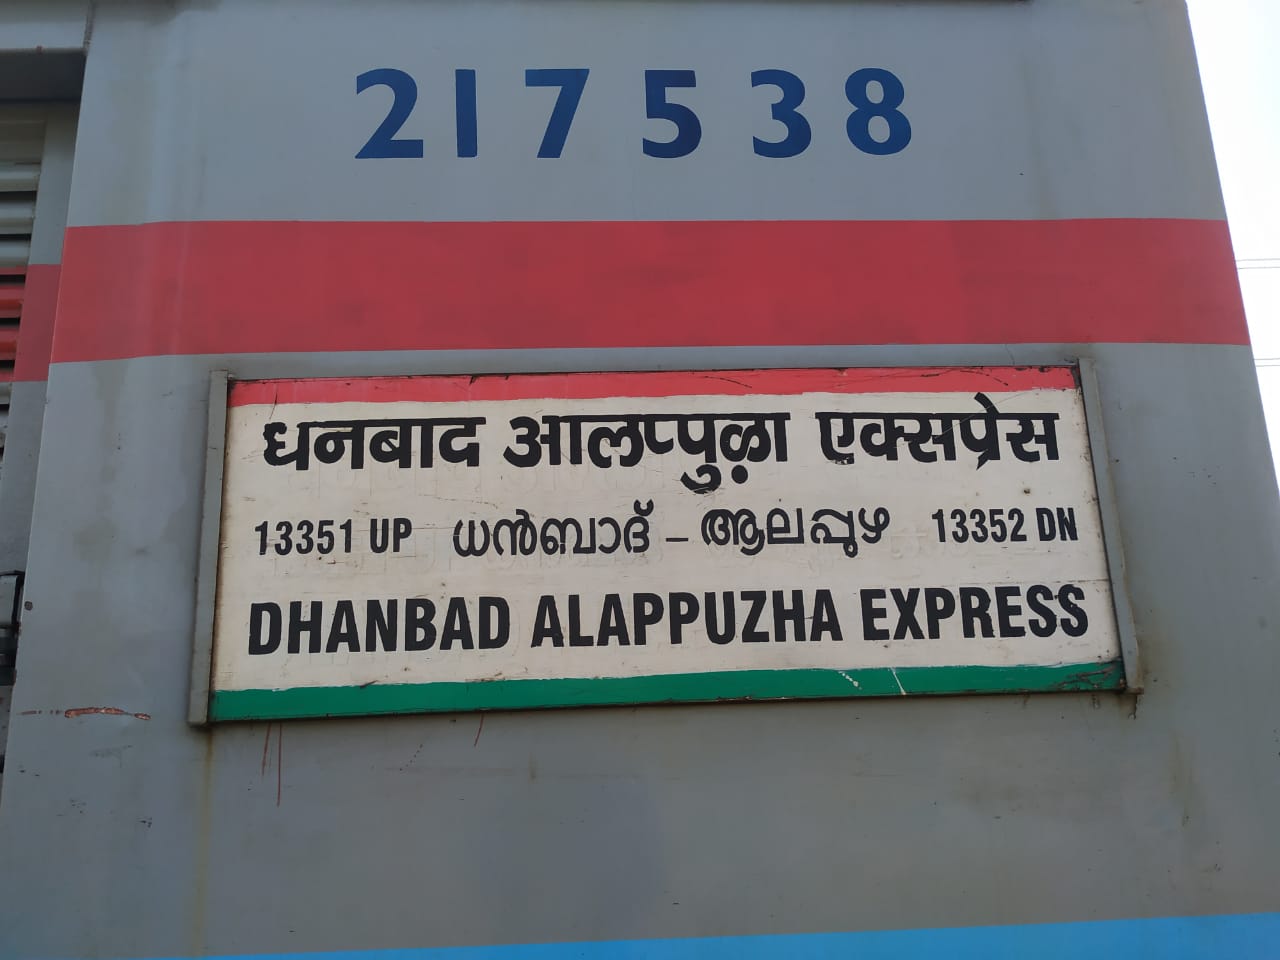 217538
धनबाद आलप्पुऴा एक्सप्रेस
13351 UP ധൻബാദ് – ആലപ്പുഴ 13352 DN
DHANBAD ALAPPUZHA EXPRESS